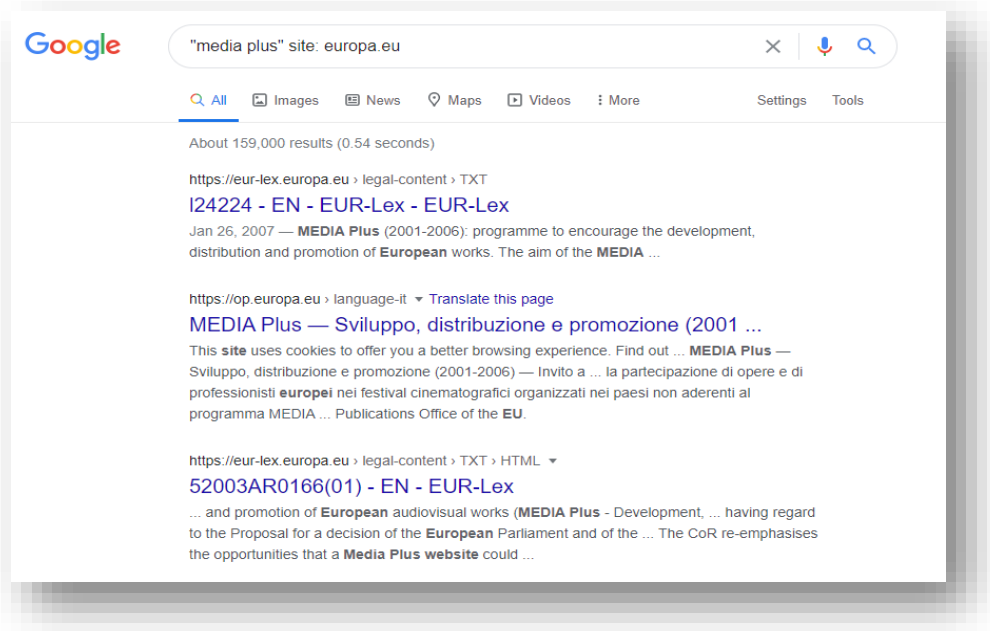 Google
"media plus" site: europa.eu
All Images News Maps Videos More Settings Tools
About 159,000 results (0.54 seconds)
https://eur-lex.europa.eu › legal-content › TXT
l24224 - EN - EUR-Lex - EUR-Lex
Jan 26, 2007 — MEDIA Plus (2001-2006): programme to encourage the development,
distribution and promotion of European works. The aim of the MEDIA ...
https://op.europa.eu › language-it Translate this page
MEDIA Plus — Sviluppo, distribuzione e promozione (2001 ...
This site uses cookies to offer you a better browsing experience. Find out ... MEDIA Plus —
Sviluppo, distribuzione e promozione (2001-2006) — Invito a ... la partecipazione di opere e di
professionisti europei nei festival cinematografici organizzati nei paesi non aderenti al
programma MEDIA ... Publications Office of the EU.
https://eur-lex.europa.eu › legal-content › TXT › HTML
52003AR0166(01) - EN - EUR-Lex
... and promotion of European audiovisual works (MEDIA Plus - Development, ... having regard
to the Proposal for a decision of the European Parliament and of the ... The CoR re-emphasises
the opportunities that a Media Plus website could ...